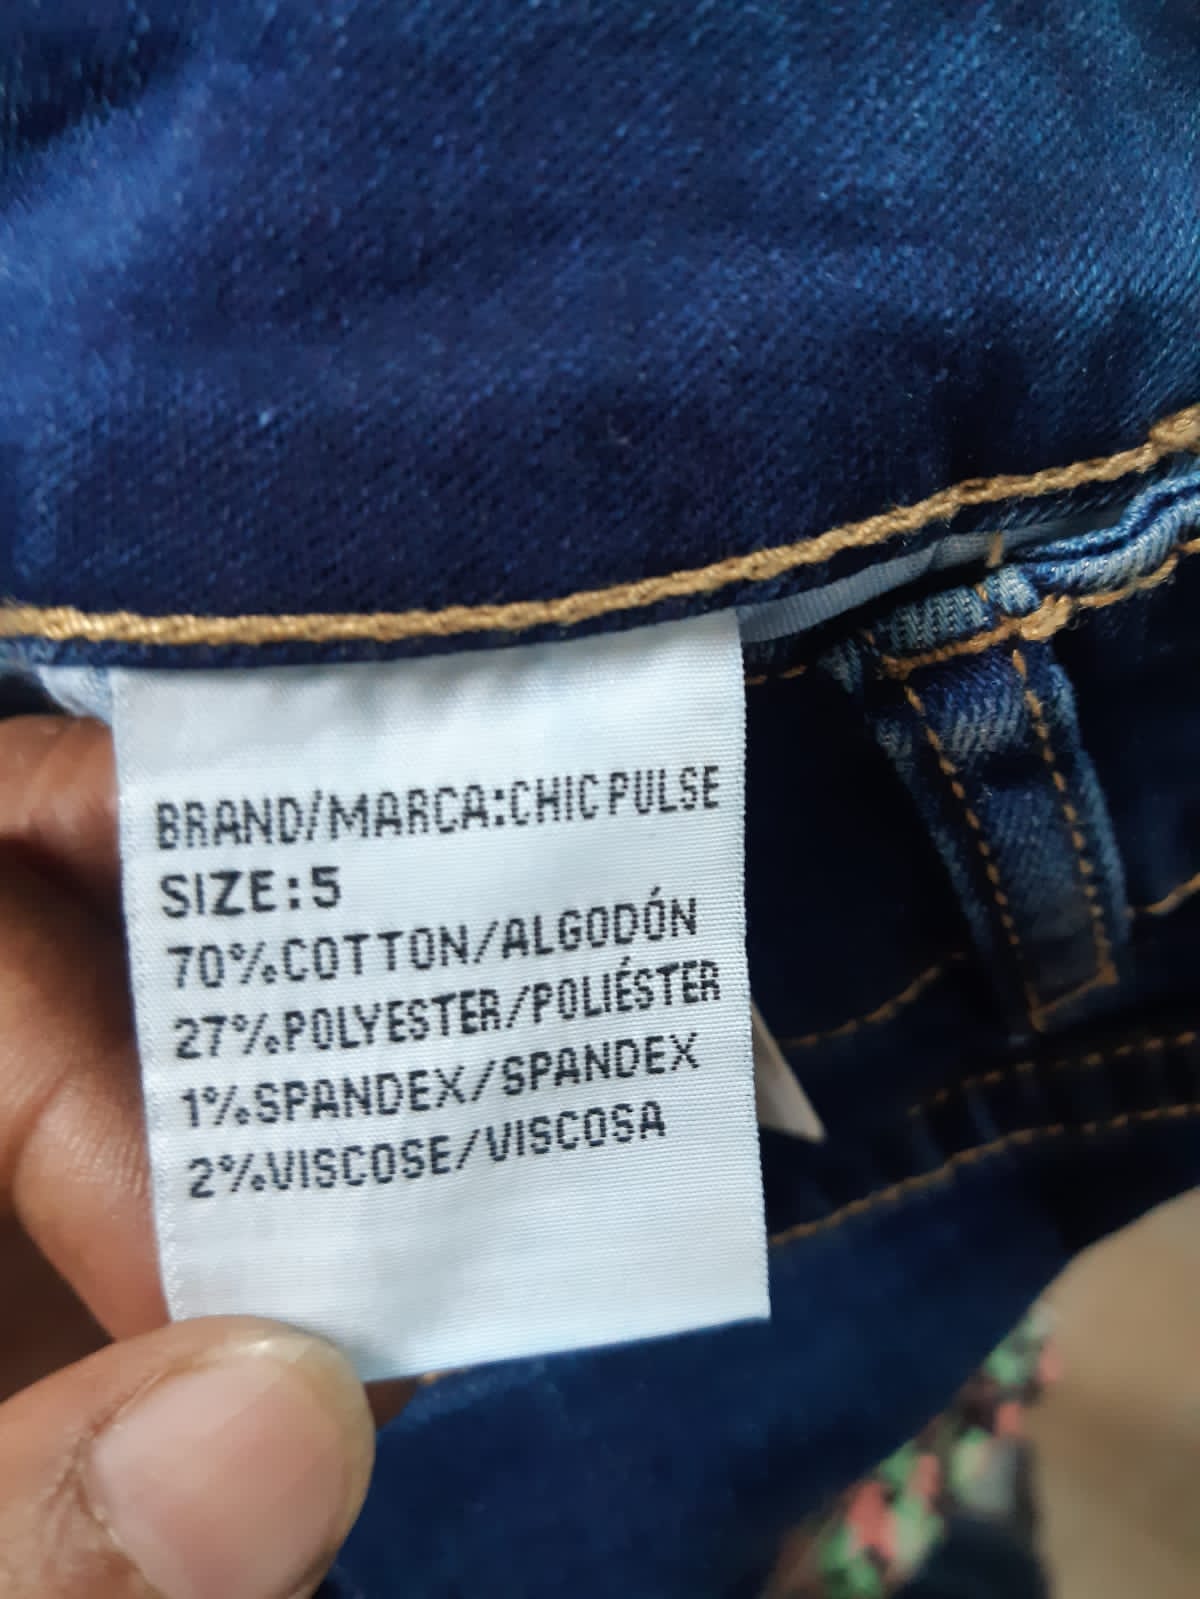 BRAND/MARCA:CHIC PULSE
SIZE:5
70%COTTON/ALGODÓN
27%POLYESTER/POLIÉSTER
1%SPANDEX/SPANDEX
2%VISCOSE/VISCOSA